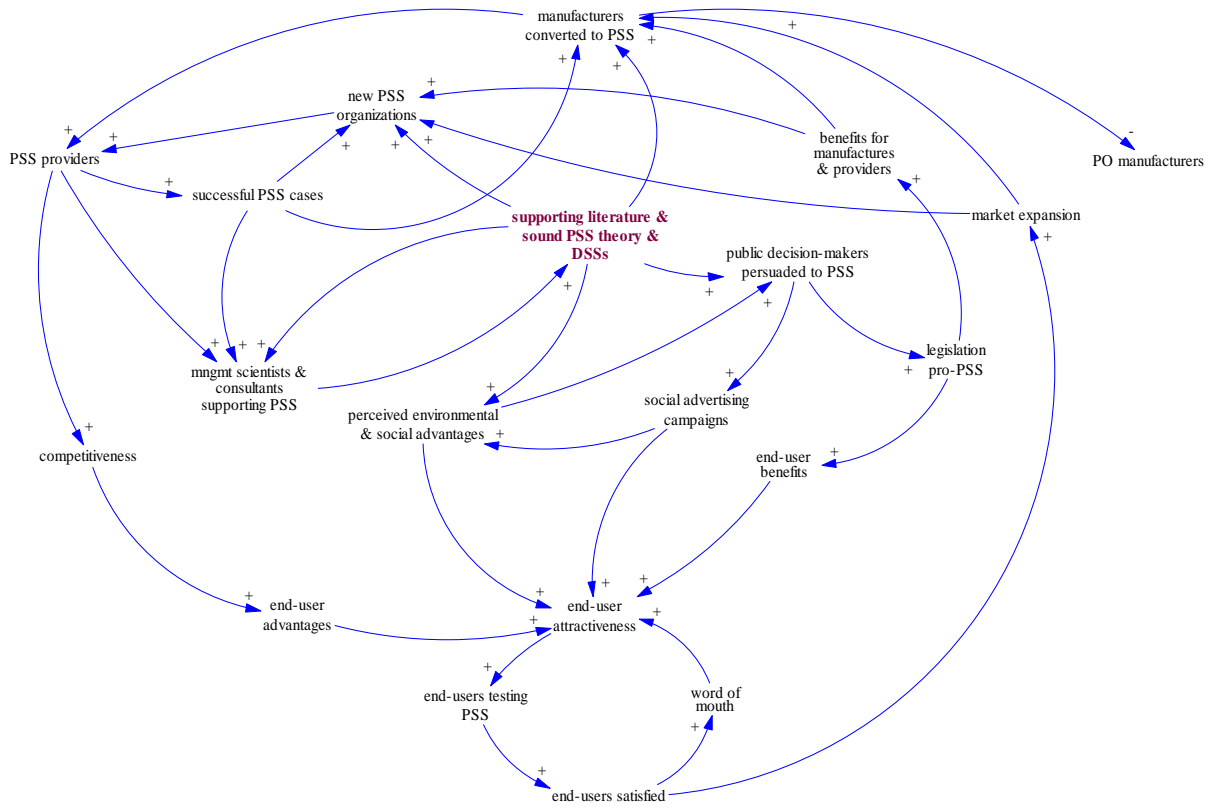 manufacturers
converted to PSS
+
+
+
+
new PSS
organizations
+
+
+
+
+
+
-
PSS providers
benefits for
manufactures
& providers
PO manufacturers
+
successful PSS cases
+
market expansion
+
supporting literature &
sound PSS theory &
DSSs
public decision-makers
persuaded to PSS
+
+
+
+
+
+
mngmt scientists &
consultants
supporting PSS
legislation
pro-PSS
+
+
+
perceived environmental
& social advantages
+
social advertising
campaigns
+
competitiveness
+
end-user
benefits
+
+
+
+
end-user
advantages
+
end-user
attractiveness
+
+
end-users testing
PSS
word of
mouth
+
+
end-users satisfied